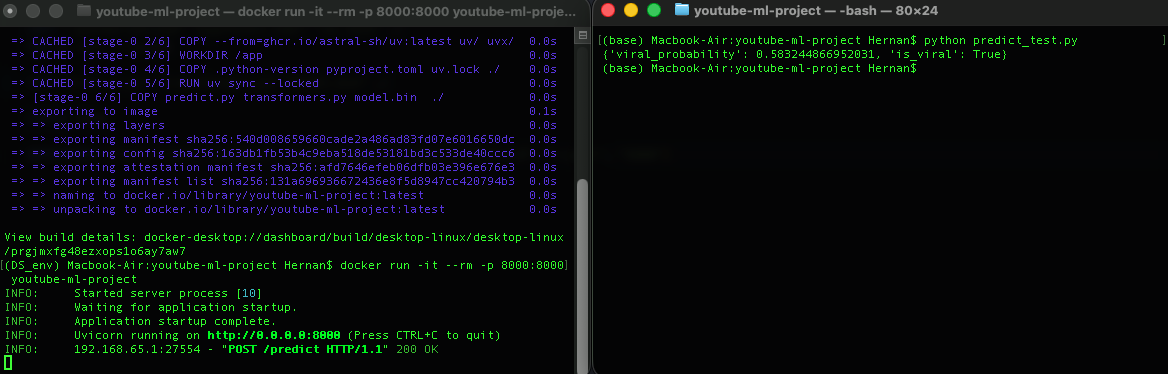 youtube-ml-project — docker run -it --rm -p 8000:8000 youtube-ml-proje...
=> CACHED [stage-0 2/6] COPY --from=ghcr.io/astral-sh/uv:latest uv/ uvx/ 0.0s
=> CACHED [stage-0 3/6] WORKDIR /app 0.0s
=> CACHED [stage-0 4/6] COPY .python-version pyproject.toml uv.lock ./ 0.0s
=> CACHED [stage-0 5/6] RUN uv sync --locked 0.0s
=> [stage-0 6/6] COPY predict.py transformers.py model.bin ./ 0.0s
=> exporting to image 0.1s
=> => exporting layers 0.0s
=> => exporting manifest sha256:540d008659660cade2a486ad83fd07e6016650dc 0.0s
=> => exporting config sha256:163db1fb53b4c9eba518de53181bd3c533de40ccc6 0.0s
=> => exporting attestation manifest sha256:afd7646efeb06dfb03e396e676e3 0.0s
=> => exporting manifest list sha256:131a696936672436e8f5d8947cc420794b3 0.0s
=> => naming to docker.io/library/youtube-ml-project:latest 0.0s
=> => unpacking to docker.io/library/youtube-ml-project:latest 0.0s
View build details: docker-desktop://dashboard/build/desktop-linux/desktop-linux
/prgjmxfg48ezxops1o6ay7aw7
[(DS_env) Macbook-Air:youtube-ml-project Hernan$ docker run -it --rm -p 8000:8000]
youtube-ml-project
INFO: Started server process [10]
INFO: Waiting for application startup.
INFO: Application startup complete.
INFO: Uvicorn running on http://0.0.0.0:8000 (Press CTRL+C to quit)
INFO: 192.168.65.1:27554 - "POST /predict HTTP/1.1" 200 OK
youtube-ml-project — -bash — 80×24
[(base) Macbook-Air:youtube-ml-project Hernan$ python predict_test.py ]
{'viral_probability': 0.583244866952031, 'is_viral': True}
(base) Macbook-Air:youtube-ml-project Hernan$